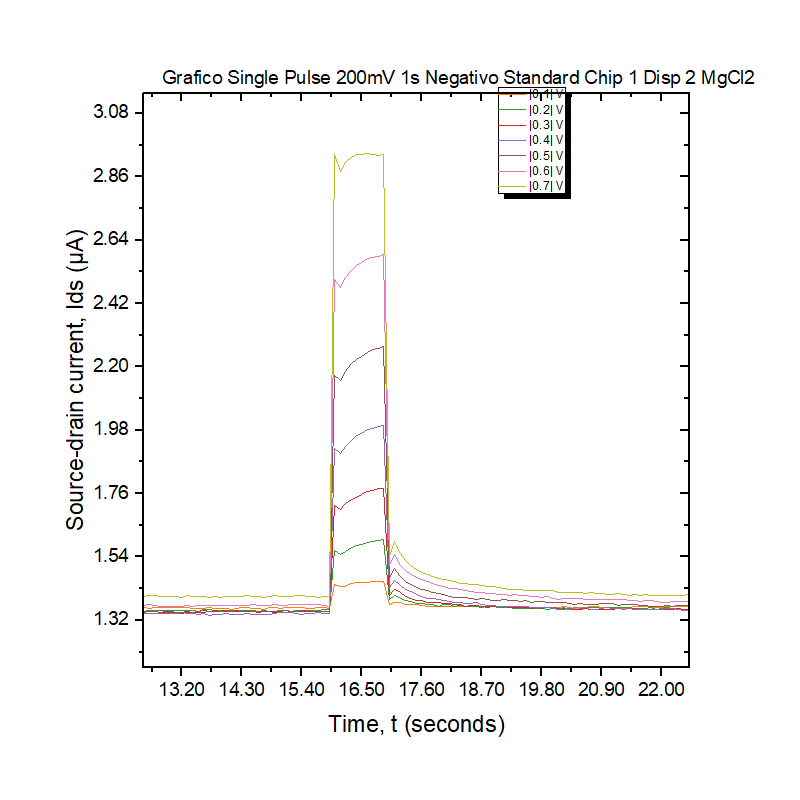 Grafico Single Pulse 200mV 1s Negativo Standard Chip 1 Disp 2 MgCl2
|0.1| V
|0.2| V
|0.3| V
|0.4| V
|0.5| V
|0.6| V
|0.7| V
3.08
2.86
2.64
2.42
2.20
1.98
1.76
1.54
1.32
Source-drain current, Ids (µA)
13.20 14.30 15.40 16.50 17.60 18.70 19.80 20.90 22.00
Time, t (seconds)